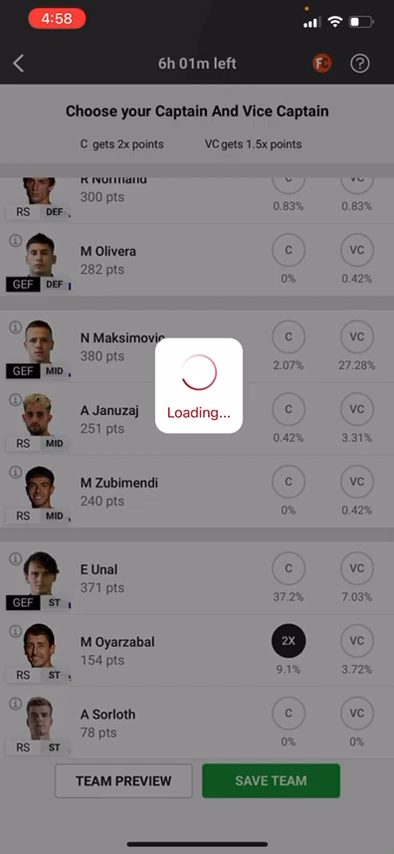 4:58
6h 01m left
FC
?
Choose your Captain And Vice Captain
C gets 2x points
VC gets 1.5x points
R Normand
300 pts
C
VC
RS DEF
0.83%
0.83%
M Olivera
282 pts
C
VC
GEF DEF
0%
0.42%
N Maksimovic
380 pts
C
VC
GEF MID
2.07%
27.28%
Loading...
A Januzaj
251 pts
C
VC
RS MID
0.42%
3.31%
M Zubimendi
240 pts
C
VC
RS MID
0%
0.42%
E Unal
371 pts
C
VC
GEF ST
37.2%
7.03%
M Oyarzabal
154 pts
2X
VC
RS ST
9.1%
3.72%
A Sorloth
78 pts
C
VC
RS ST
0%
0%
TEAM PREVIEW
SAVE TEAM